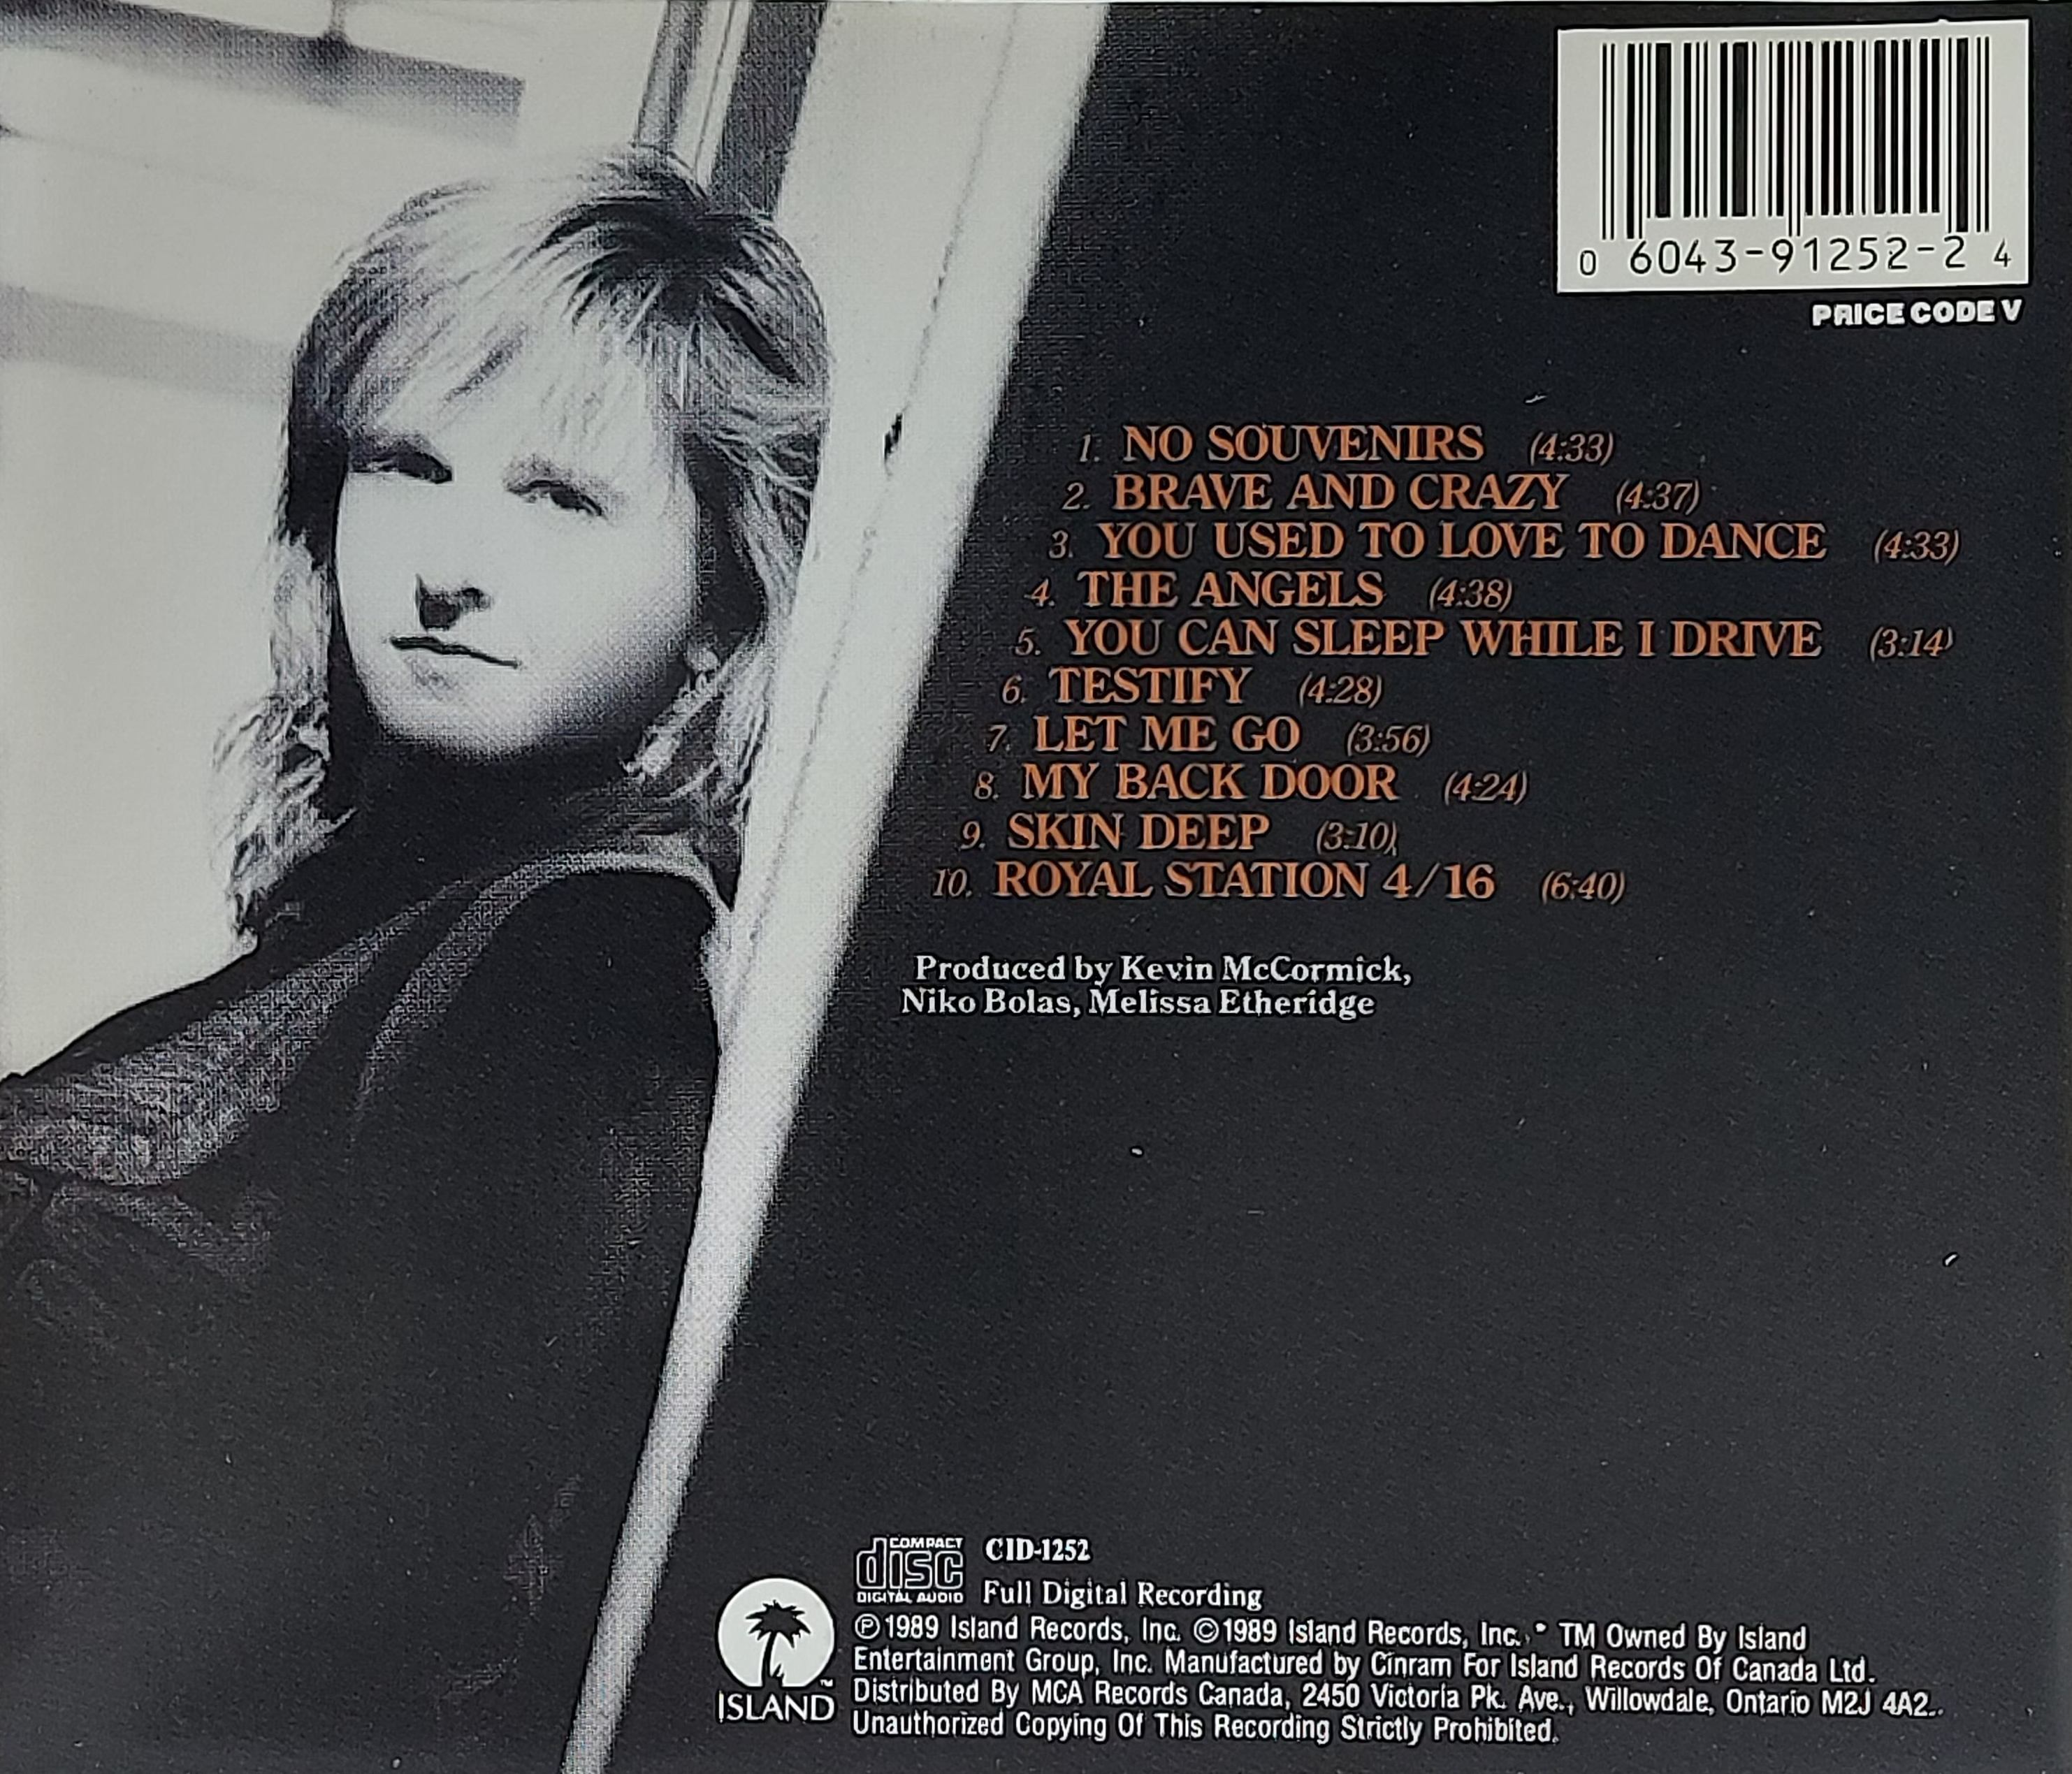 0 6043-91252-2 4
PRICE CODE V
1. NO SOUVENIRS (4:33)
2. BRAVE AND CRAZY (4:37)
3. YOU USED TO LOVE TO DANCE (4:33)
4. THE ANGELS (4:38)
5. YOU CAN SLEEP WHILE I DRIVE (3:14)
6. TESTIFY (4:28)
7. LET ME GO (3:56)
8. MY BACK DOOR (4:24)
9. SKIN DEEP (3:10)
10. ROYAL STATION 4/16 (6:40)
Produced by Kevin McCormick,
Niko Bolas, Melissa Etheridge
COMPACT
disc
DIGITAL AUDIO
CID-1252
Full Digital Recording
℗1989 Island Records, Inc. ©1989 Island Records, Inc. * TM Owned By Island
Entertainment Group, Inc. Manufactured by Cinram For Island Records Of Canada Ltd.
Distributed By MCA Records Canada, 2450 Victoria Pk. Ave., Willowdale, Ontario M2J 4A2.
Unauthorized Copying Of This Recording Strictly Prohibited.
TM
ISLAND